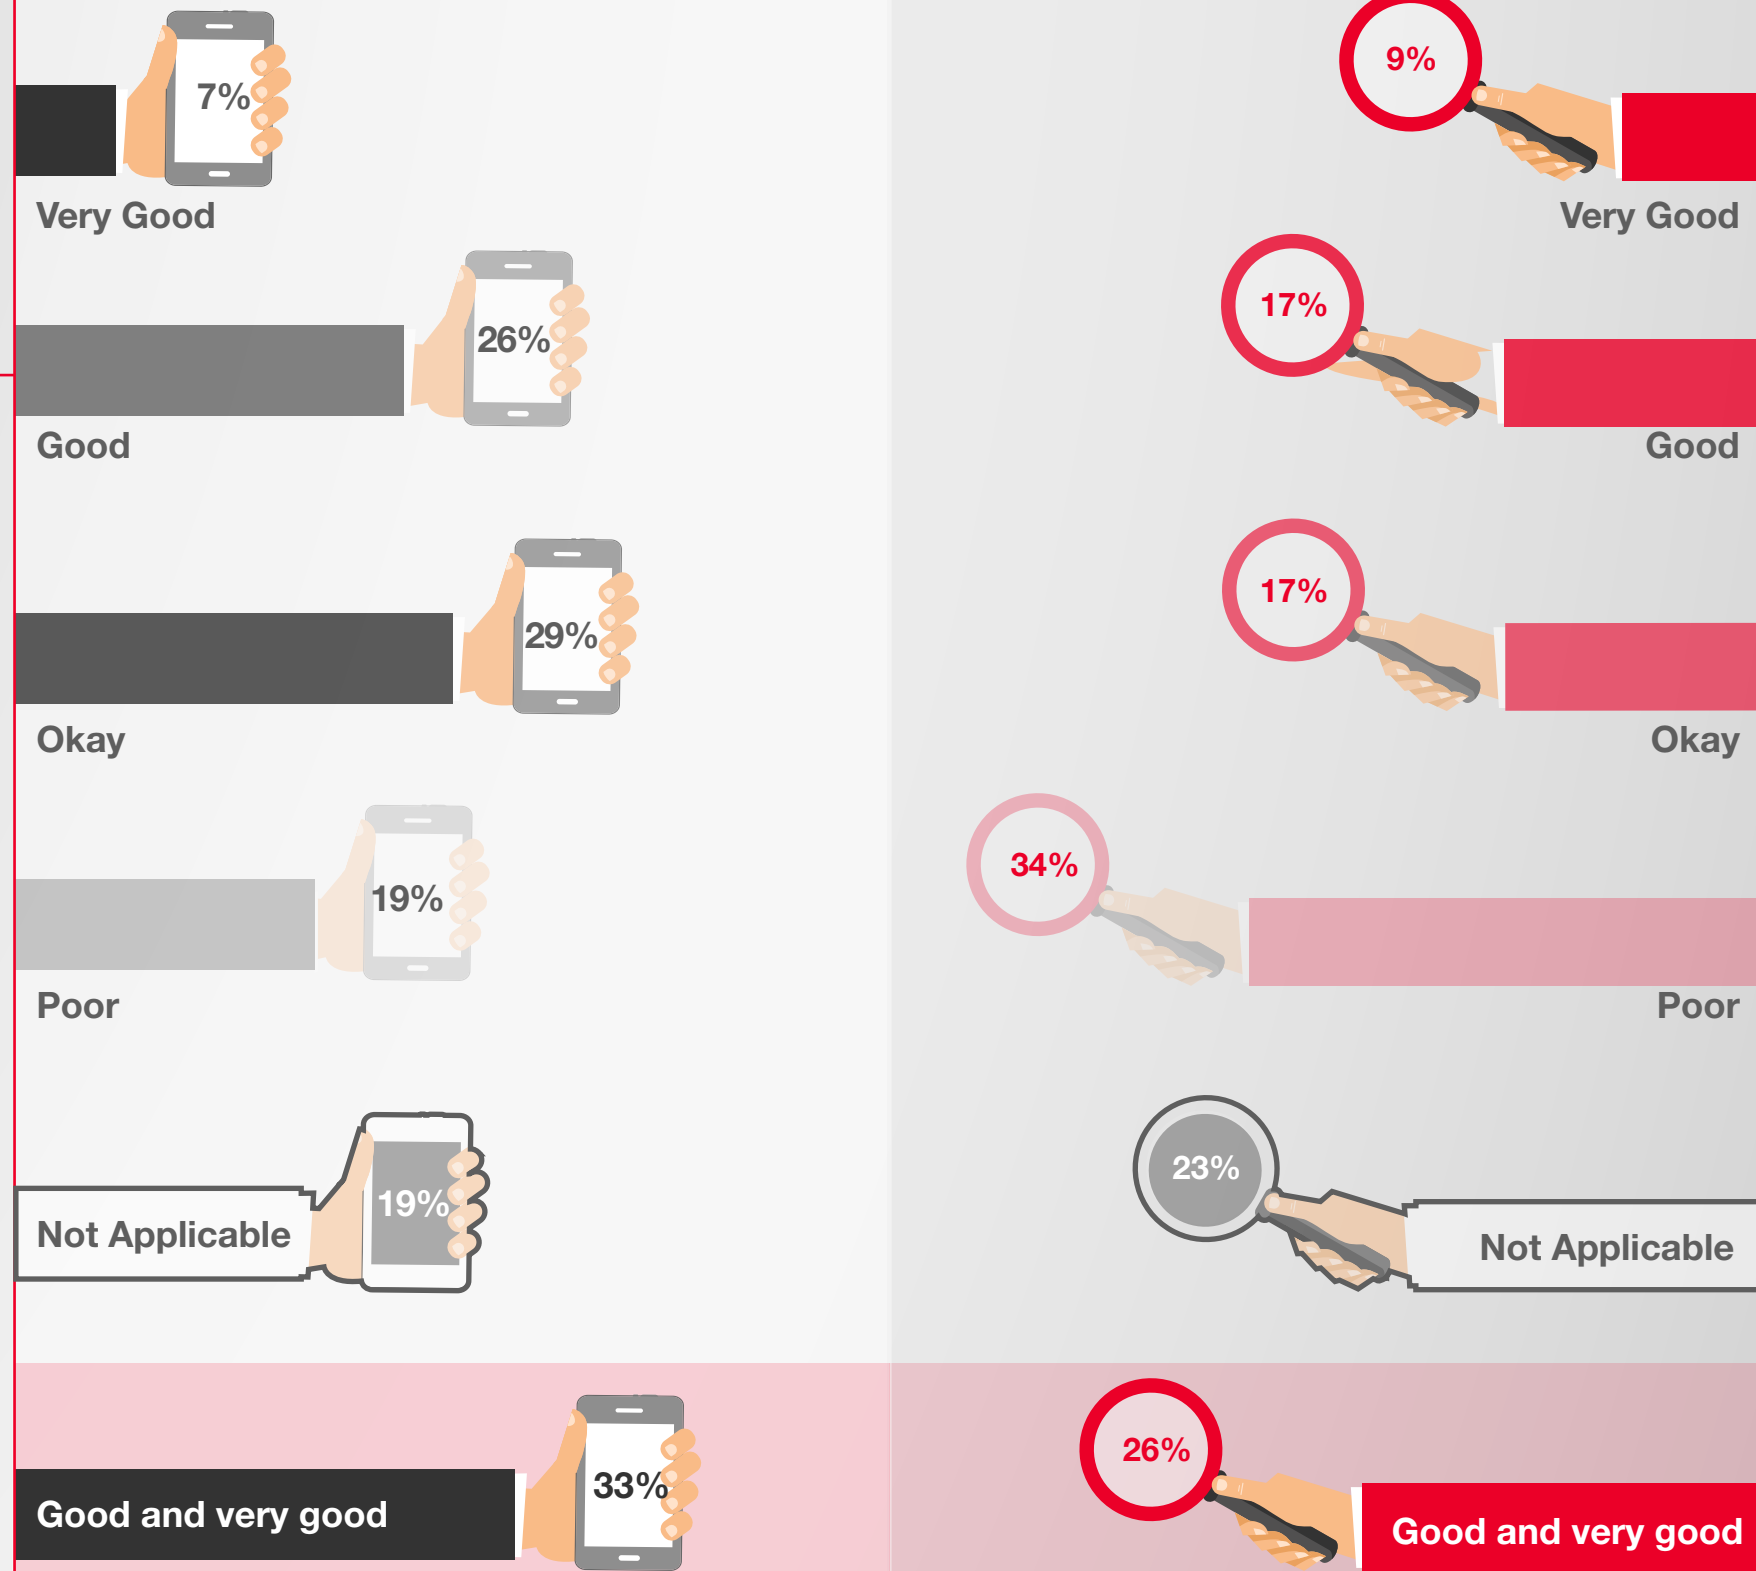 7%
Very Good
26%
Good
29%
Okay
19%
Poor
19%
Not Applicable
33%
Good and very good
9%
Very Good
17%
Good
17%
Okay
34%
Poor
23%
Not Applicable
26%
Good and very good